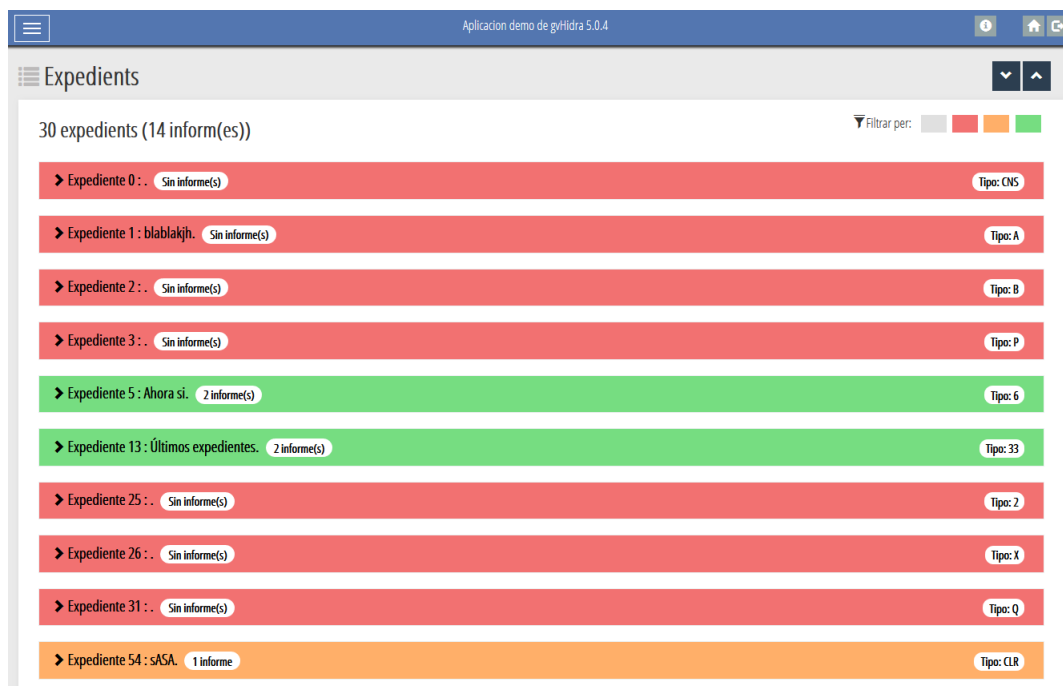 Aplicacion demo de gvHidra 5.0.4
Expedients
30 expedients (14 inform(es))
Filtrar per:
Expediente 0 : . Sin informe(s) Tipo: CNS
Expediente 1 : blablakjh. Sin informe(s) Tipo: A
Expediente 2 : . Sin informe(s) Tipo: B
Expediente 3 : . Sin informe(s) Tipo: P
Expediente 5 : Ahora si. 2 informe(s) Tipo: 6
Expediente 13 : Últimos expedientes. 2 informe(s) Tipo: 33
Expediente 25 : . Sin informe(s) Tipo: 2
Expediente 26 : . Sin informe(s) Tipo: X
Expediente 31 : . Sin informe(s) Tipo: Q
Expediente 54 : sASA. 1 informe Tipo: CLR